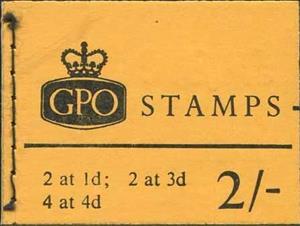 GPO STAMPS-
2 at 1d; 2 at 3d
4 at 4d
2/-